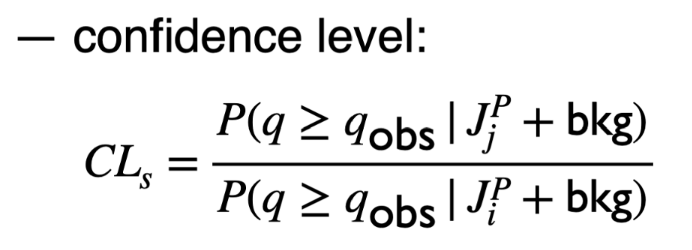 — confidence level:
P(q ≥ q_obs | J_j^P + bkg)
CL_s = 
P(q ≥ q_obs | J_i^P + bkg)